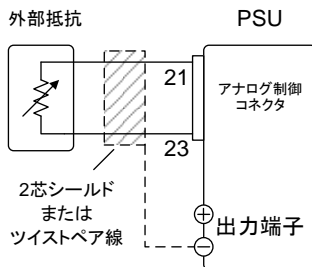 外部抵抗
PSU
21
アナログ制御
コネクタ
23
2芯シールド
または
ツイストペア線
出力端子